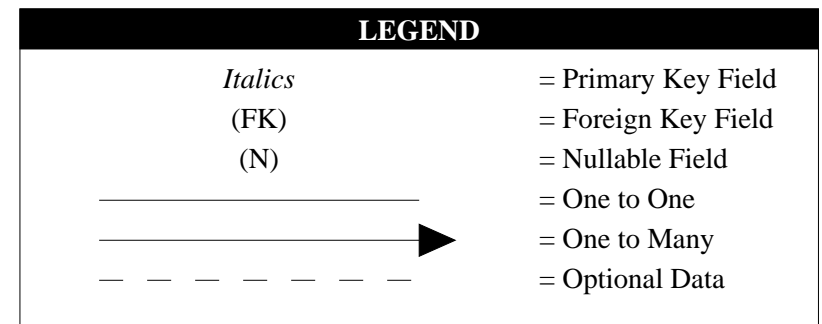 LEGEND
Italics = Primary Key Field
(FK) = Foreign Key Field
(N) = Nullable Field
= One to One
= One to Many
= Optional Data